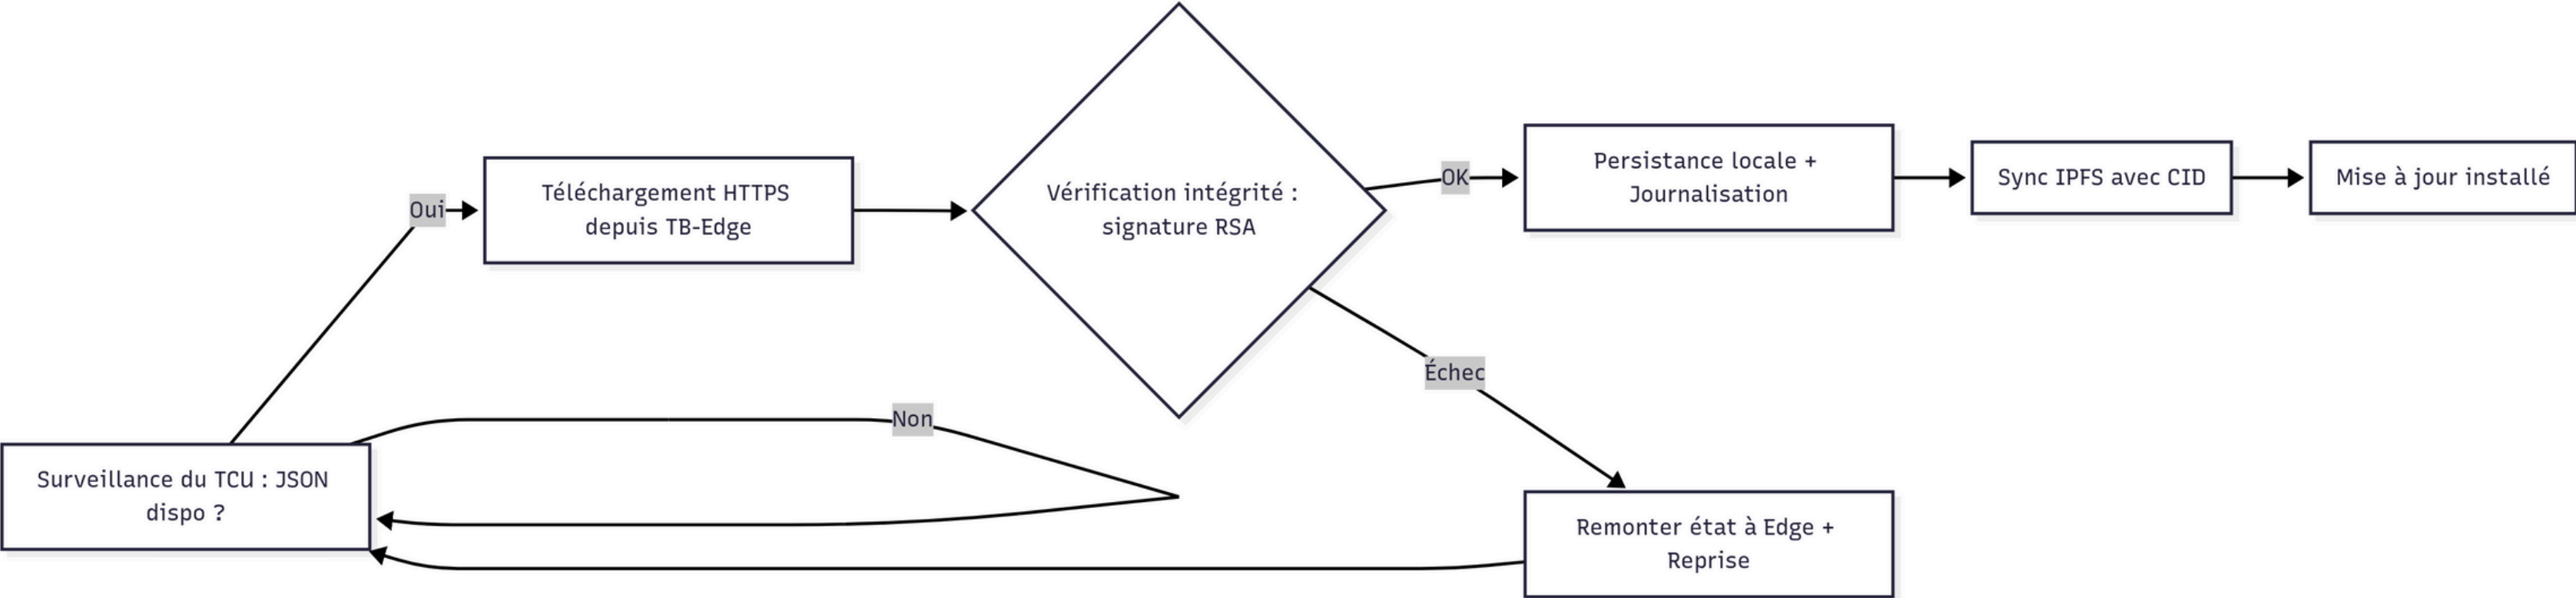 Oui
Téléchargement HTTPS
depuis TB-Edge
Vérification intégrité :
signature RSA
OK
Persistance locale +
Journalisation
Sync IPFS avec CID
Mise à jour installé
Échec
Non
Surveillance du TCU : JSON
dispo ?
Remonter état à Edge +
Reprise